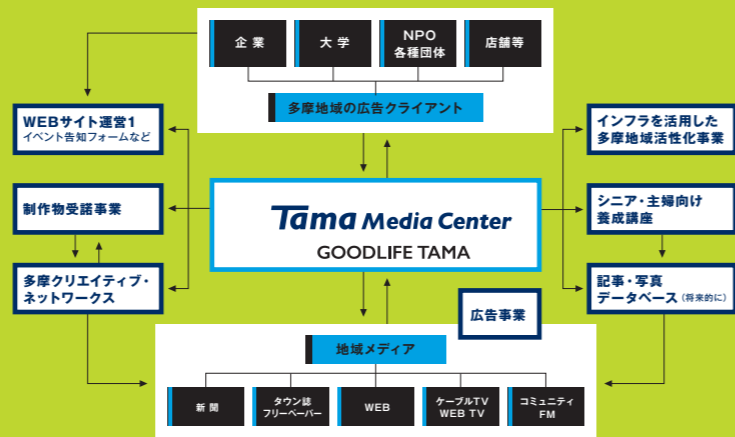 企業
大学
NPO
各種団体
店舗等
多摩地域の広告クライアント
WEBサイト運営1
イベント告知フォームなど
インフラを活用した
多摩地域活性化事業
制作物受諾事業
Tama Media Center
GOODLIFE TAMA
シニア・主婦向け
養成講座
多摩クリエイティブ・
ネットワークス
記事・写真
データベース(将来的に)
広告事業
地域メディア
新聞
タウン誌
フリーペーパー
WEB
ケーブルTV
WEB TV
コミュニティ
FM